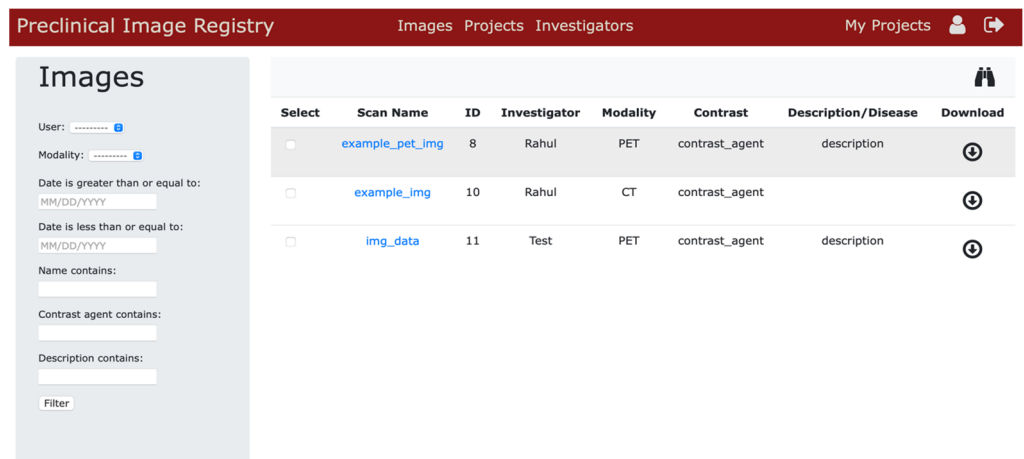 Preclinical Image Registry Images Projects Investigators My Projects
Images
User: ---------
Modality: ---------
Date is greater than or equal to:
MM/DD/YYYY
Date is less than or equal to:
MM/DD/YYYY
Name contains:
Contrast agent contains:
Description contains:
Filter
Select Scan Name ID Investigator Modality Contrast Description/Disease Download
example_pet_img 8 Rahul PET contrast_agent description
example_img 10 Rahul CT contrast_agent
img_data 11 Test PET contrast_agent description